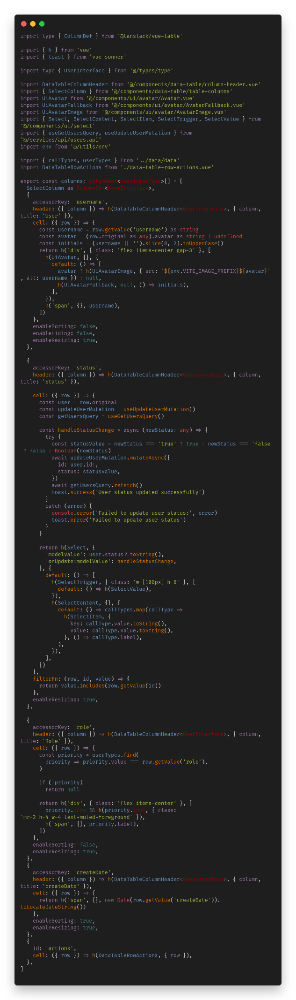 import type { ColumnDef } from '@tanstack/vue-table'

import { h } from 'vue'
import { toast } from 'vue-sonner'

import type { UserInterface } from '@/types/type'

import DataTableColumnHeader from '@/components/data-table/column-header.vue'
import { SelectColumn } from '@/components/data-table/table-columns'
import UiAvatar from '@/components/ui/avatar/Avatar.vue'
import UiAvatarFallback from '@/components/ui/avatar/AvatarFallback.vue'
import UiAvatarImage from '@/components/ui/avatar/AvatarImage.vue'
import { Select, SelectContent, SelectItem, SelectTrigger, SelectValue } from
'@/components/ui/select'
import { useGetUsersQuery, useUpdateUserMutation } from
'@/services/api/users.api'
import env from '@/utils/env'

import { callTypes, userTypes } from '../data/data'
import DataTableRowActions from './data-table-row-actions.vue'

export const columns: ColumnDef<UserInterface>[] = [
  SelectColumn as ColumnDef<UserInterface>,
  {
    accessorKey: 'username',
    header: ({ column }) => h(DataTableColumnHeader<UserInterface>, { column,
title: 'User' }),
    cell: ({ row }) => {
      const username = row.getValue('username') as string
      const avatar = (row.original as any).avatar as string | undefined
      const initials = (username || '').slice(0, 2).toUpperCase()
      return h('div', { class: 'flex items-center gap-3' }, [
        h(UiAvatar, {}, {
          default: () => [
            avatar ? h(UiAvatarImage, { src: `${env.VITE_IMAGE_PREFIX}${avatar}`
, alt: username }) : null,
            h(UiAvatarFallback, null, () => initials),
          ],
        }),
        h('span', {}, username),
      ])
    },
    enableSorting: false,
    enableHiding: false,
    enableResizing: true,
  },

  {
    accessorKey: 'status',
    header: ({ column }) => h(DataTableColumnHeader<UserInterface>, { column,
title: 'Status' }),

    cell: ({ row }) => {
      const user = row.original
      const updateUserMutation = useUpdateUserMutation()
      const getUsersQuery = useGetUsersQuery()

      const handleStatusChange = async (newStatus: any) => {
        try {
          const statusValue = newStatus === 'true' ? true : newStatus === 'false'
 ? false : Boolean(newStatus)
          await updateUserMutation.mutateAsync({
            id: user.id!,
            status: statusValue,
          })
          await getUsersQuery.refetch()
          toast.success('User status updated successfully')
        }
        catch (error) {
          console.error('Failed to update user status:', error)
          toast.error('Failed to update user status')
        }
      }

      return h(Select, {
        'modelValue': user.status?.toString(),
        'onUpdate:modelValue': handleStatusChange,
      }, {
        default: () => [
          h(SelectTrigger, { class: 'w-[100px] h-8' }, {
            default: () => h(SelectValue),
          }),
          h(SelectContent, {}, {
            default: () => callTypes.map(callType =>
              h(SelectItem, {
                key: callType.value.toString(),
                value: callType.value.toString(),
              }, () => callType.label),
            ),
          }),
        ],
      })
    },
    filterFn: (row, id, value) => {
      return value.includes(row.getValue(id))
    },
    enableResizing: true,
  },

  {
    accessorKey: 'role',
    header: ({ column }) => h(DataTableColumnHeader<UserInterface>, { column,
title: 'Role' }),
    cell: ({ row }) => {
      const priority = userTypes.find(
        priority => priority.value === row.getValue('role'),
      )

      if (!priority)
        return null

      return h('div', { class: 'flex items-center' }, [
        priority.icon && h(priority.icon, { class:
'mr-2 h-4 w-4 text-muted-foreground' }),
        h('span', {}, priority.label),
      ])
    },
    enableSorting: false,
    enableResizing: true,
  },
  {
    accessorKey: 'createDate',
    header: ({ column }) => h(DataTableColumnHeader<UserInterface>, { column,
title: 'createDate' }),
    cell: ({ row }) => {
      return h('span', {}, new Date(row.getValue('createDate')).
toLocaleDateString())
    },
    enableSorting: true,
    enableResizing: true,
  },
  {
    id: 'actions',
    cell: ({ row }) => h(DataTableRowActions, { row }),
  },
]